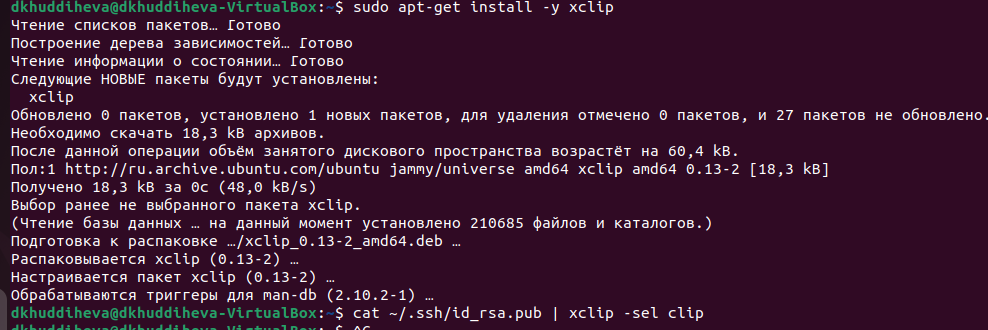 dkhuddiheva@dkhuddiheva-VirtualBox:~$ sudo apt-get install -y xclip
Чтение списков пакетов… Готово
Построение дерева зависимостей… Готово
Чтение информации о состоянии… Готово
Следующие НОВЫЕ пакеты будут установлены:
  xclip
Обновлено 0 пакетов, установлено 1 новых пакетов, для удаления отмечено 0 пакетов, и 27 пакетов не обновлено.
Необходимо скачать 18,3 kB архивов.
После данной операции объём занятого дискового пространства возрастёт на 60,4 kB.
Пол:1 http://ru.archive.ubuntu.com/ubuntu jammy/universe amd64 xclip amd64 0.13-2 [18,3 kB]
Получено 18,3 kB за 0с (48,0 kB/s)
Выбор ранее не выбранного пакета xclip.
(Чтение базы данных … на данный момент установлено 210685 файлов и каталогов.)
Подготовка к распаковке …/xclip_0.13-2_amd64.deb …
Распаковывается xclip (0.13-2) …
Настраивается пакет xclip (0.13-2) …
Обрабатываются триггеры для man-db (2.10.2-1) …
dkhuddiheva@dkhuddiheva-VirtualBox:~$ cat ~/.ssh/id_rsa.pub | xclip -sel clip